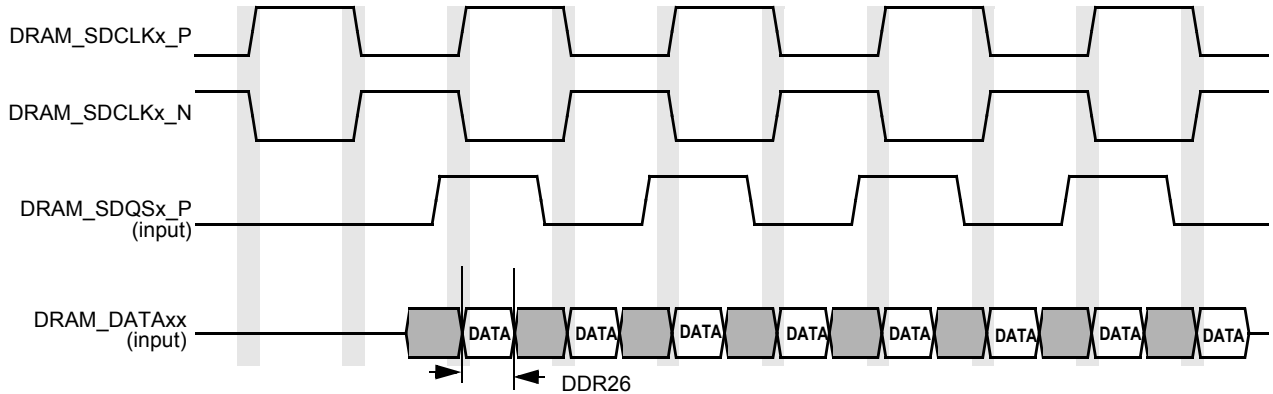 DRAM_SDCLKx_P
DRAM_SDCLKx_N
DRAM_SDQSx_P
(input)
DRAM_DATAxx
(input)
DATA DATA DATA DATA DATA DATA DATA DATA
DDR26